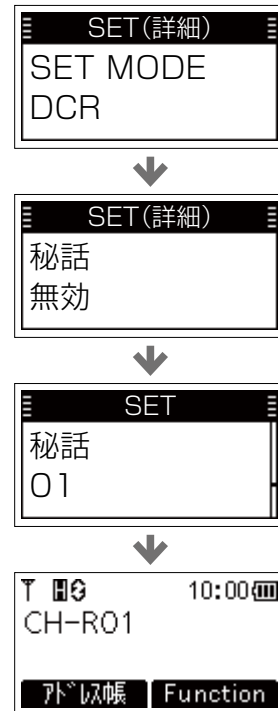 SET(詳細)
SET MODE
DCR
SET(詳細)
秘話
無効
SET
秘話
01
10:00
CH-R01
ｱﾄﾞﾚｽ帳 Function